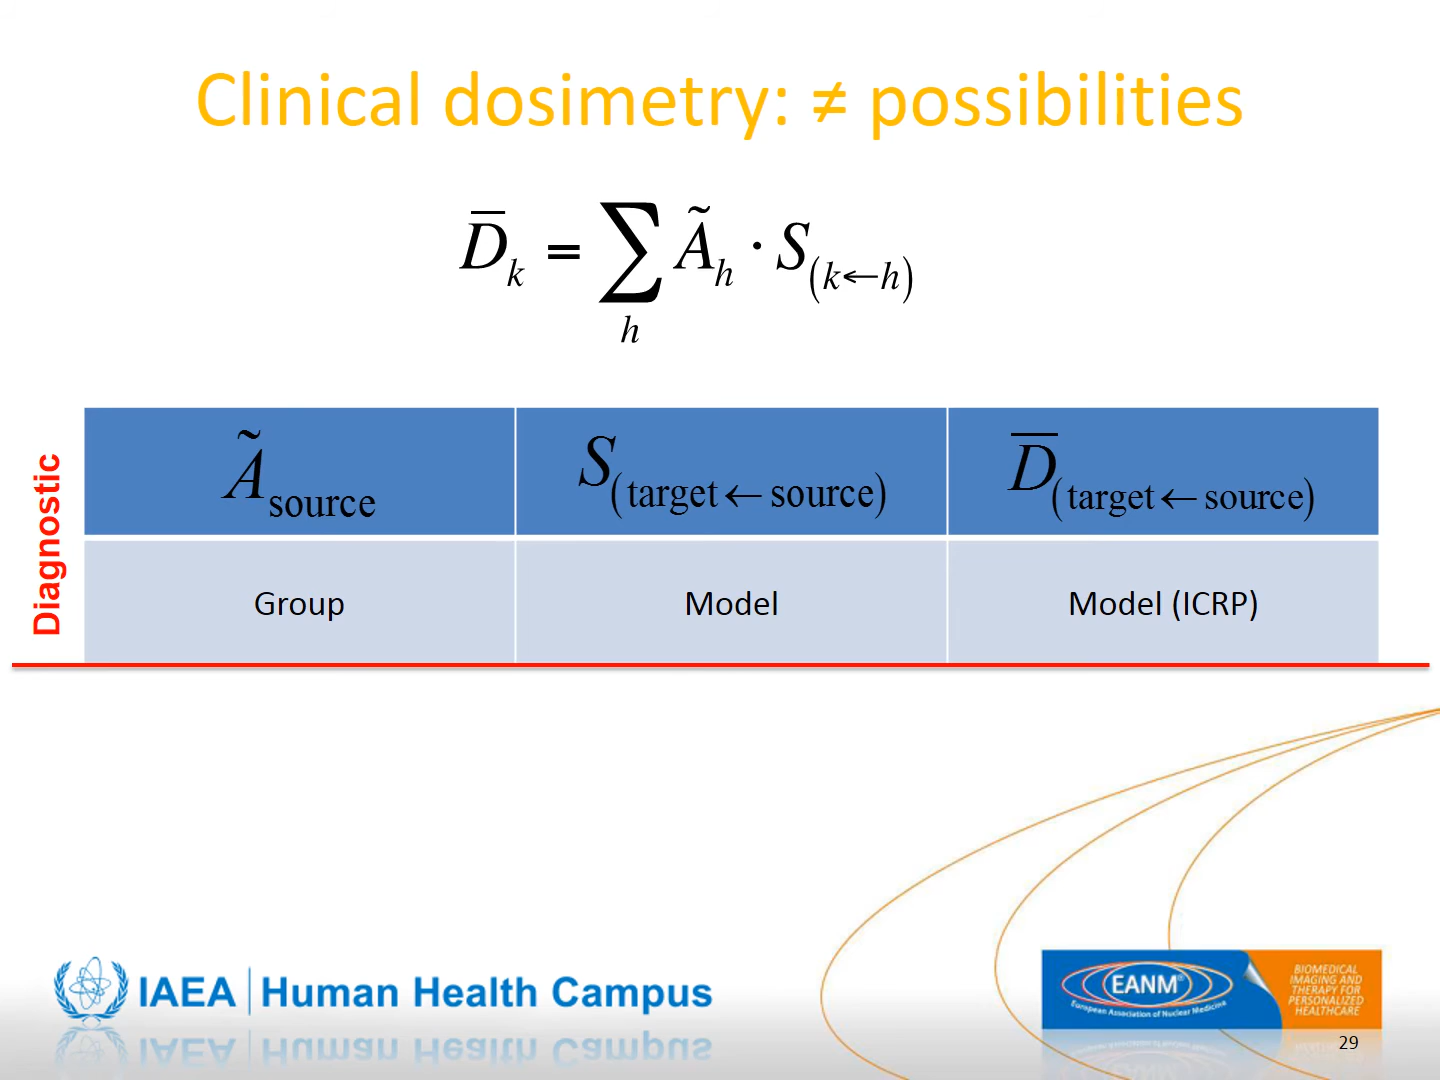 Clinical dosimetry: ≠ possibilities
D̅k = ∑h Ãh · S(k←h)
Diagnostic
Ãsource S(target ← source) D̅(target ← source)
Group Model Model (ICRP)
IAEA Human Health Campus
EANM®
European Association of Nuclear Medicine
BIOMEDICAL
IMAGING AND
THERAPY FOR
PERSONALIZED
HEALTHCARE
29